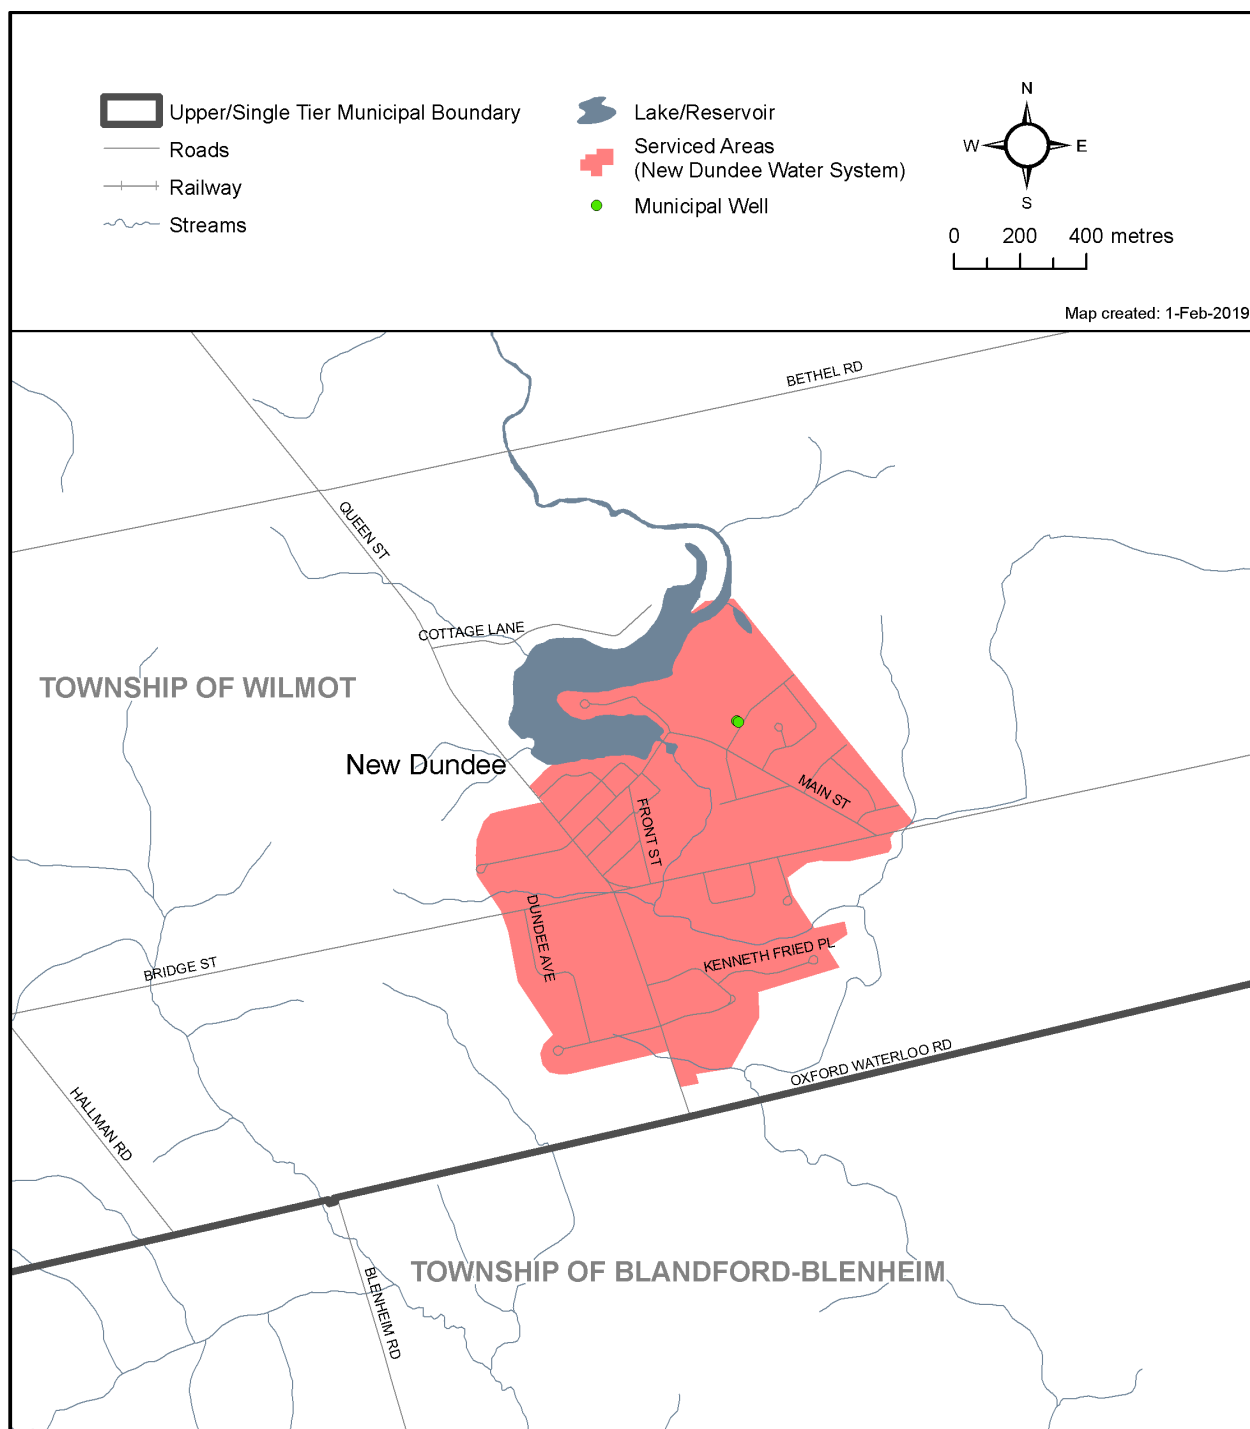 Upper/Single Tier Municipal Boundary
Roads
Railway
Streams
Lake/Reservoir
Serviced Areas
(New Dundee Water System)
Municipal Well
N
W E
S
0 200 400 metres
Map created: 1-Feb-2019
BETHEL RD
QUEEN ST
COTTAGE LANE
TOWNSHIP OF WILMOT
New Dundee
MAIN ST
FRONT ST
DUNDEE AVE
KENNETH FRIED PL
BRIDGE ST
OXFORD WATERLOO RD
HALLMAN RD
TOWNSHIP OF BLANDFORD-BLENHEIM
BLENHEIM RD